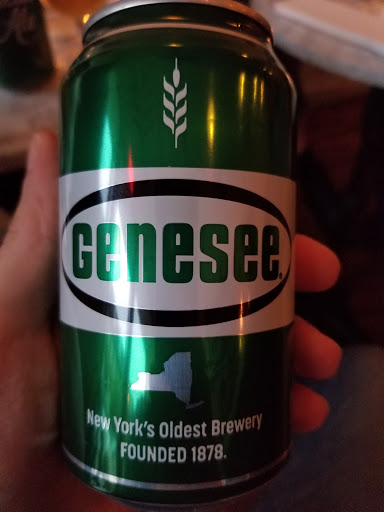 Genesee
New York's Oldest Brewery
FOUNDED 1878.